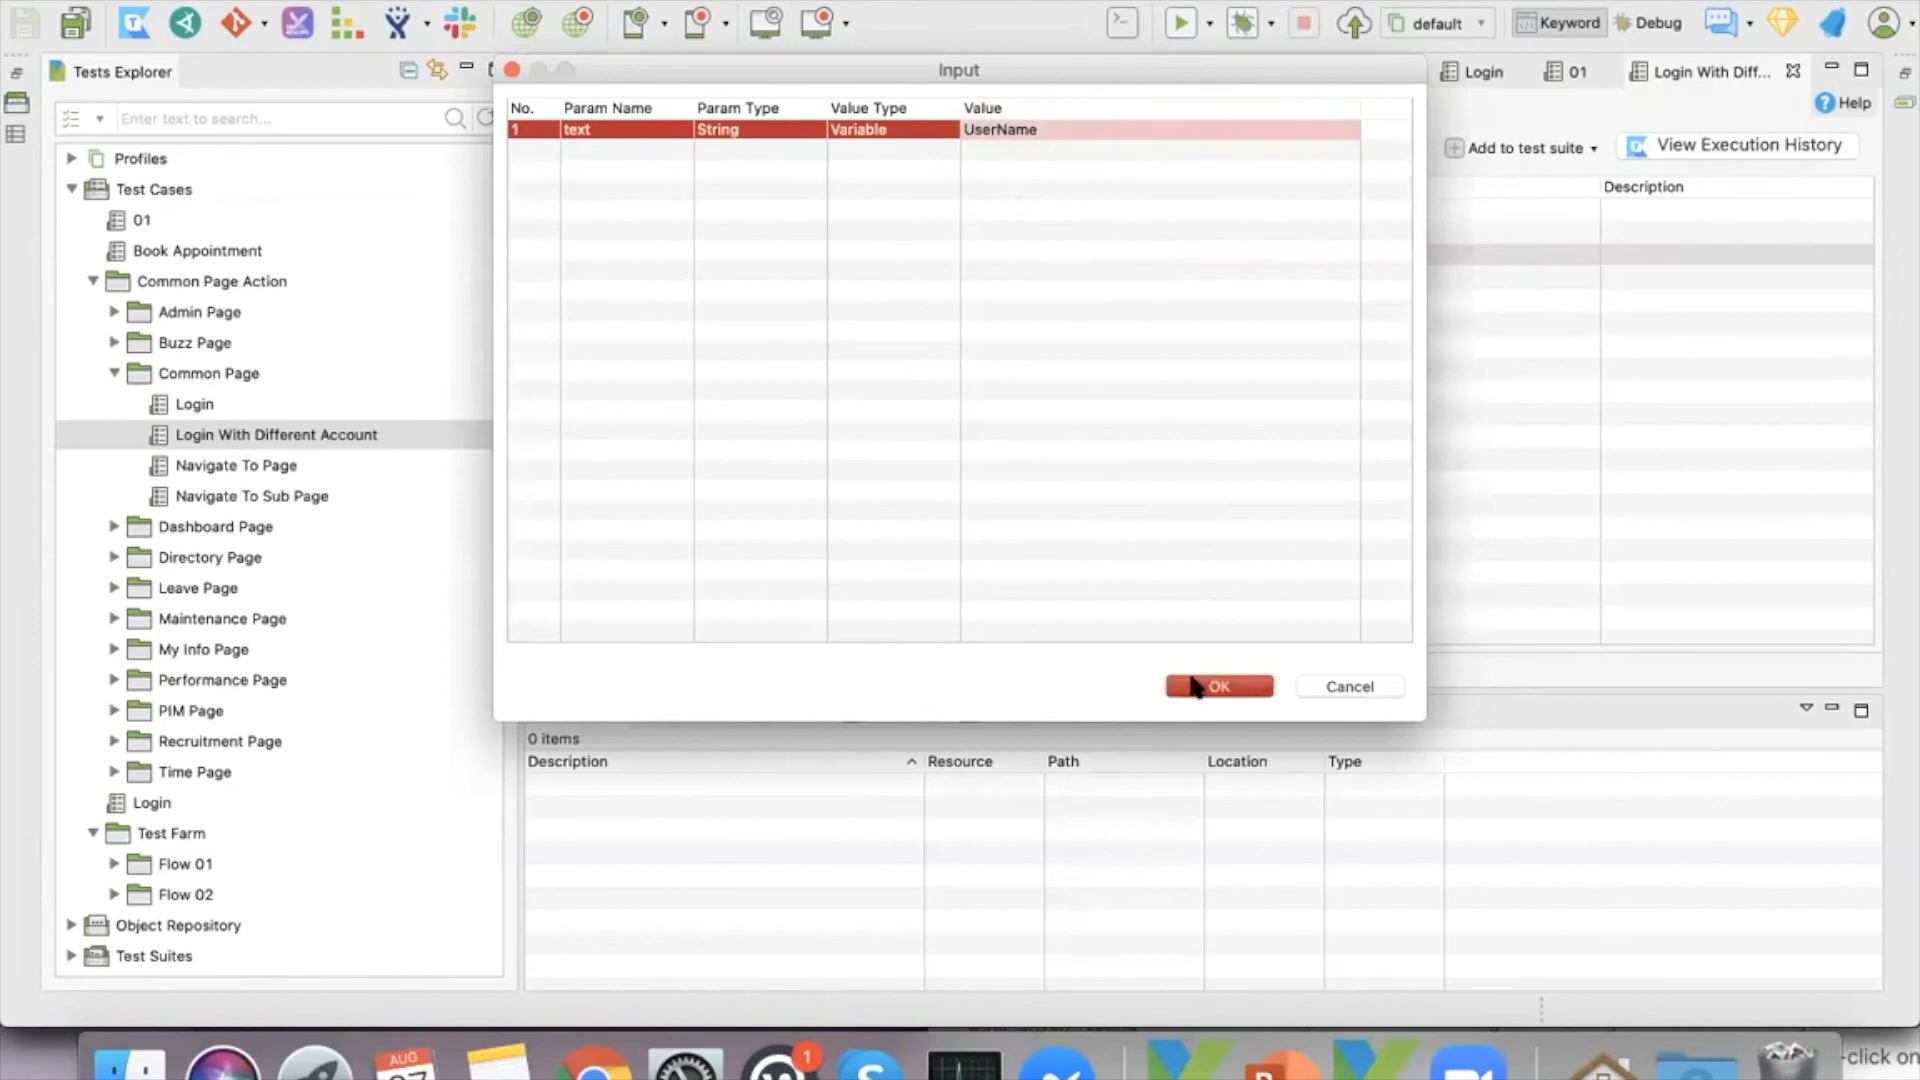 default
Keyword
Debug
Tests Explorer
Input
Login
01
Login With Diff...
Help
Enter text to search...
No. Param Name Param Type Value Type Value
1 text String Variable UserName
Add to test suite
View Execution History
Description
Profiles
Test Cases
01
Book Appointment
Common Page Action
Admin Page
Buzz Page
Common Page
Login
Login With Different Account
Navigate To Page
Navigate To Sub Page
Dashboard Page
Directory Page
Leave Page
Maintenance Page
My Info Page
Performance Page
PIM Page
Recruitment Page
Time Page
Login
Test Farm
Flow 01
Flow 02
Object Repository
Test Suites
OK
Cancel
0 items
Description Resource Path Location Type
AUG
1
-click on